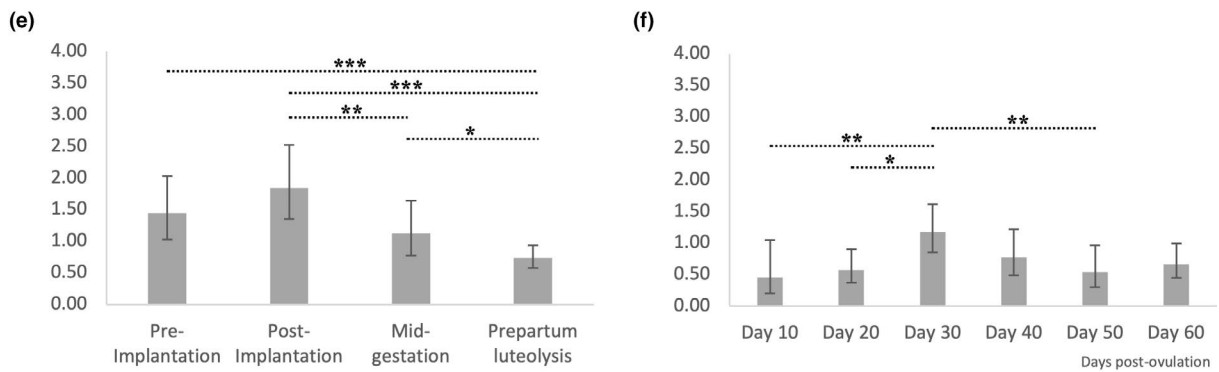 (e)
4.00
3.50
3.00
2.50
2.00
1.50
1.00
0.50
0.00
***
***
**
*
Pre-
Implantation
Post-
Implantation
Mid-
gestation
Prepartum
luteolysis
(f)
4.00
3.50
3.00
2.50
2.00
1.50
1.00
0.50
0.00
**
**
*
Day 10 Day 20 Day 30 Day 40 Day 50 Day 60
Days post-ovulation